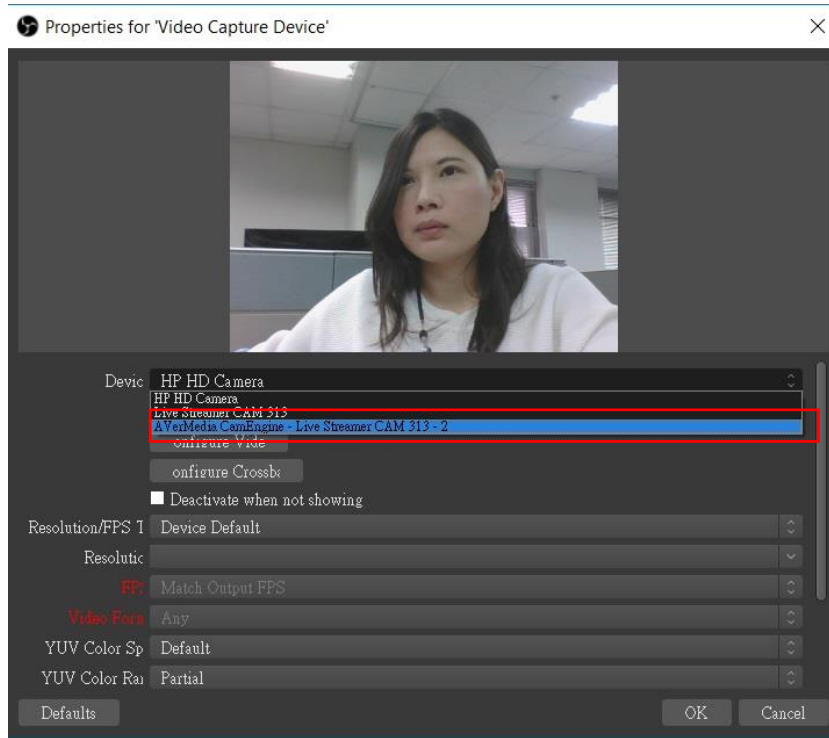 Properties for 'Video Capture Device'
Devic HP HD Camera
HP HD Camera
Live Streamer CAM 313
AVerMedia CamEngine - Live Streamer CAM 313 - 2
onfigure Vide
onfigure Crossba
Deactivate when not showing
Resolution/FPS T Device Default
Resolutic
FPS Match Output FPS
Video Form Any
YUV Color Sp Default
YUV Color Ran Partial
Defaults OK Cancel